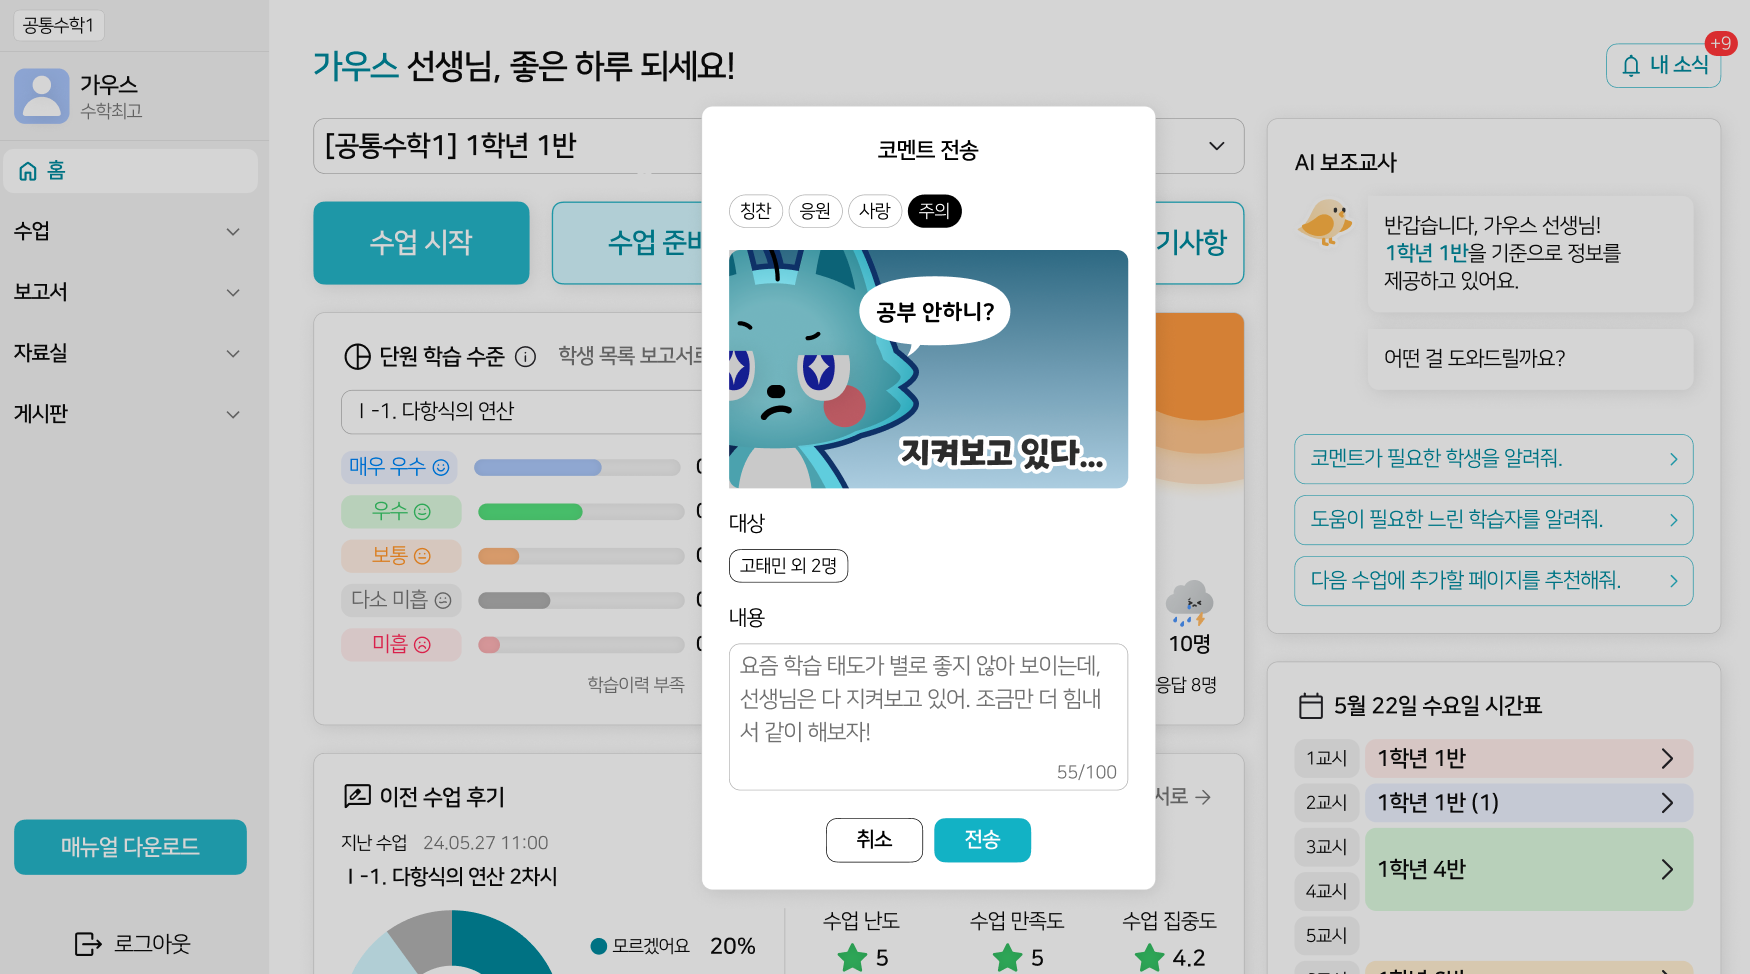 공통수학1
가우스
수학최고
홈
수업
보고서
자료실
게시판
매뉴얼 다운로드
로그아웃
가우스 선생님, 좋은 하루 되세요!
+9
내 소식
[공통수학1] 1학년 1반
수업 시작
수업 준비
기사항
단원 학습 수준
학생 목록 보고서로
Ⅰ-1. 다항식의 연산
매우 우수
우수
보통
다소 미흡
미흡
학습이력 부족
10명
응답 8명
이전 수업 후기
서로
지난 수업 24.05.27 11:00
Ⅰ-1. 다항식의 연산 2차시
모르겠어요 20%
수업 난도
5
수업 만족도
5
수업 집중도
4.2
코멘트 전송
칭찬
응원
사랑
주의
공부 안하니?
지켜보고 있다...
대상
고태민 외 2명
내용
요즘 학습 태도가 별로 좋지 않아 보이는데,
선생님은 다 지켜보고 있어. 조금만 더 힘내
서 같이 해보자!
55/100
취소
전송
AI 보조교사
반갑습니다, 가우스 선생님!
1학년 1반을 기준으로 정보를
제공하고 있어요.
어떤 걸 도와드릴까요?
코멘트가 필요한 학생을 알려줘.
도움이 필요한 느린 학습자를 알려줘.
다음 수업에 추가할 페이지를 추천해줘.
5월 22일 수요일 시간표
1교시
1학년 1반
2교시
1학년 1반 (1)
3교시
4교시
1학년 4반
5교시